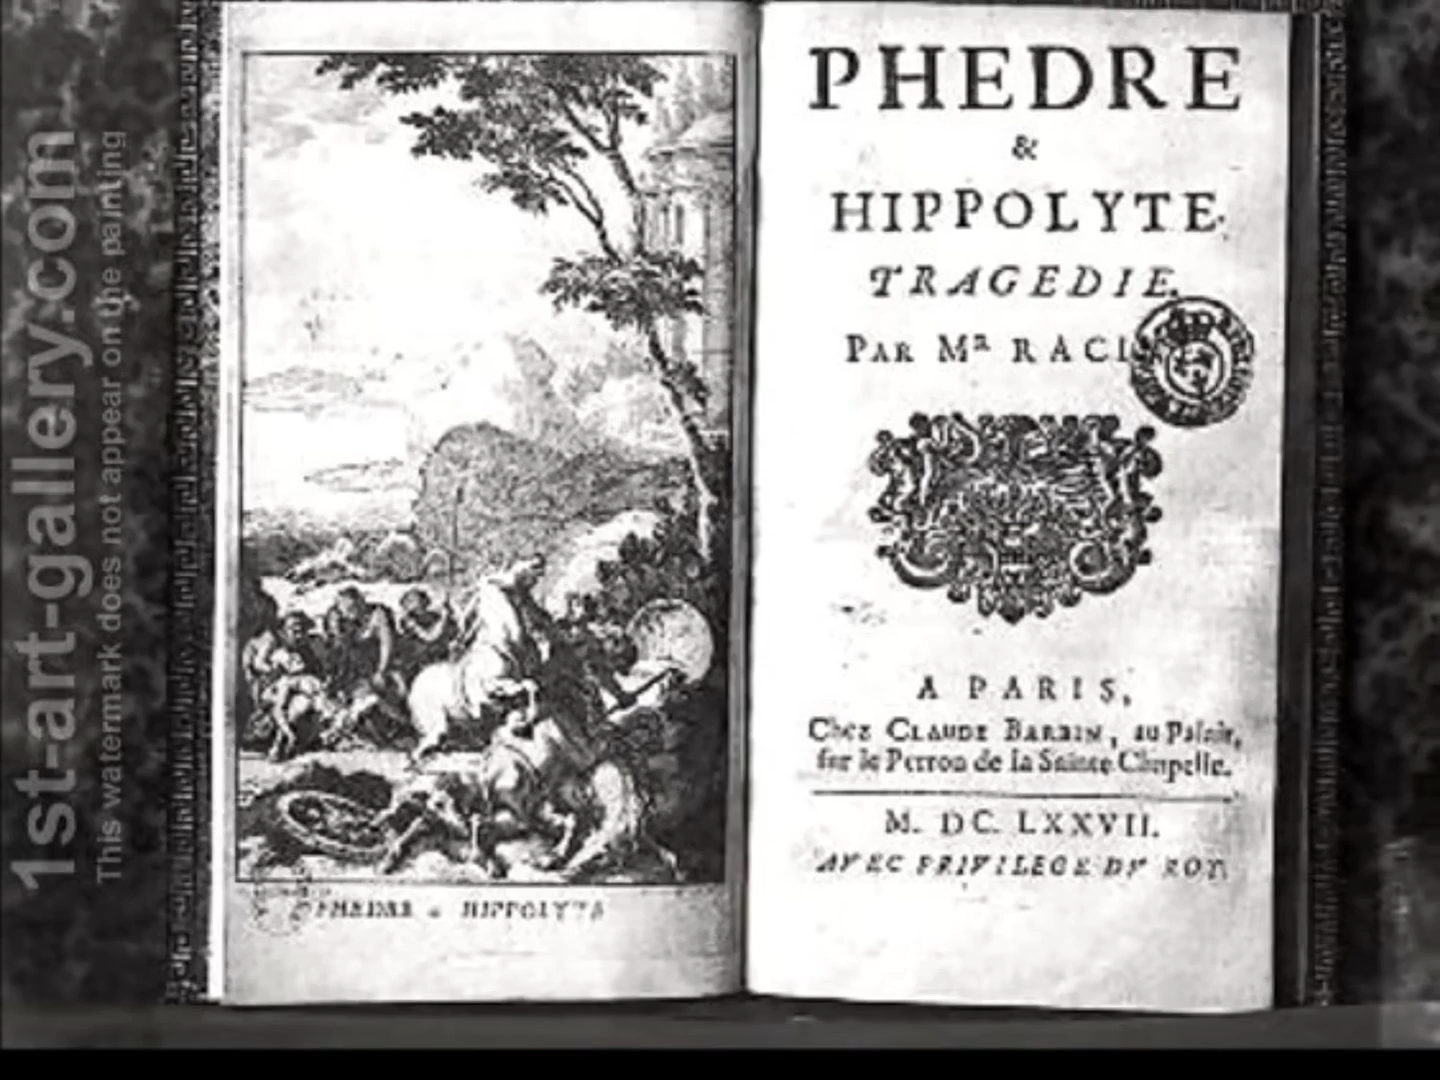 1st-art-gallery.com
This watermark does not appear on the painting
PHEDRE & HIPPOLYTE
PHEDRE
&
HIPPOLYTE.
TRAGEDIE.
PAR Mr RACI
A PARIS,
Chez CLAUDE BARBIN, au Palais,
sur le Perron de la Sainte Chapelle.
M. DC. LXXVII.
AVEC PRIVILEGE DV ROY.